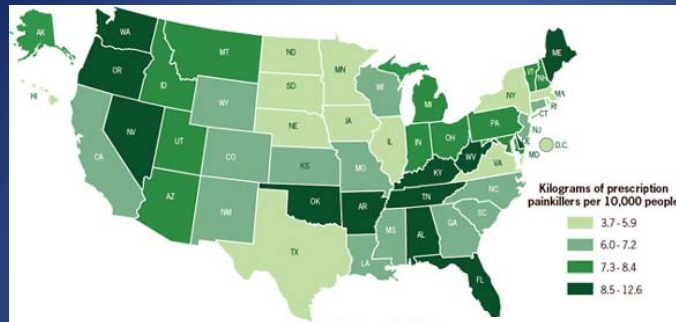 AK
WA
MT
ND
MN
ME
OR
ID
SD
WI
VT
NH
HI
WY
MI
NY
MA
RI
CT
NV
NE
IA
PA
NJ
UT
IL
IN
OH
DE
D.C.
CA
CO
KS
MO
WV
VA
MD
KY
NC
AZ
NM
OK
AR
TN
SC
MS
AL
GA
TX
LA
FL
Kilograms of prescription
painkillers per 10,000 people
3.7 - 5.9
6.0 - 7.2
7.3 - 8.4
8.5 - 12.6